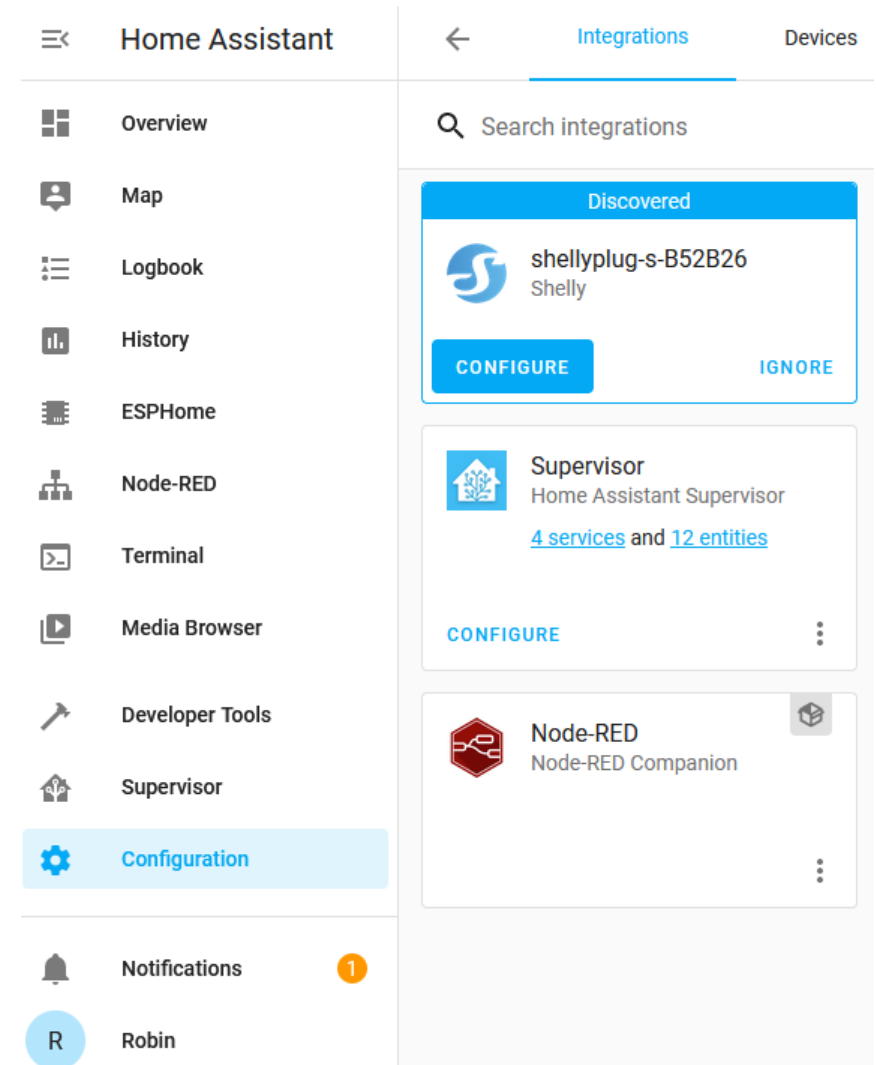 Home Assistant
Overview
Map
Logbook
History
ESPHome
Node-RED
Terminal
Media Browser
Developer Tools
Supervisor
Configuration
Notifications 1
R Robin
Integrations Devices
Search integrations
Discovered
shellyplug-s-B52B26
Shelly
CONFIGURE IGNORE
Supervisor
Home Assistant Supervisor
4 services and 12 entities
CONFIGURE
Node-RED
Node-RED Companion